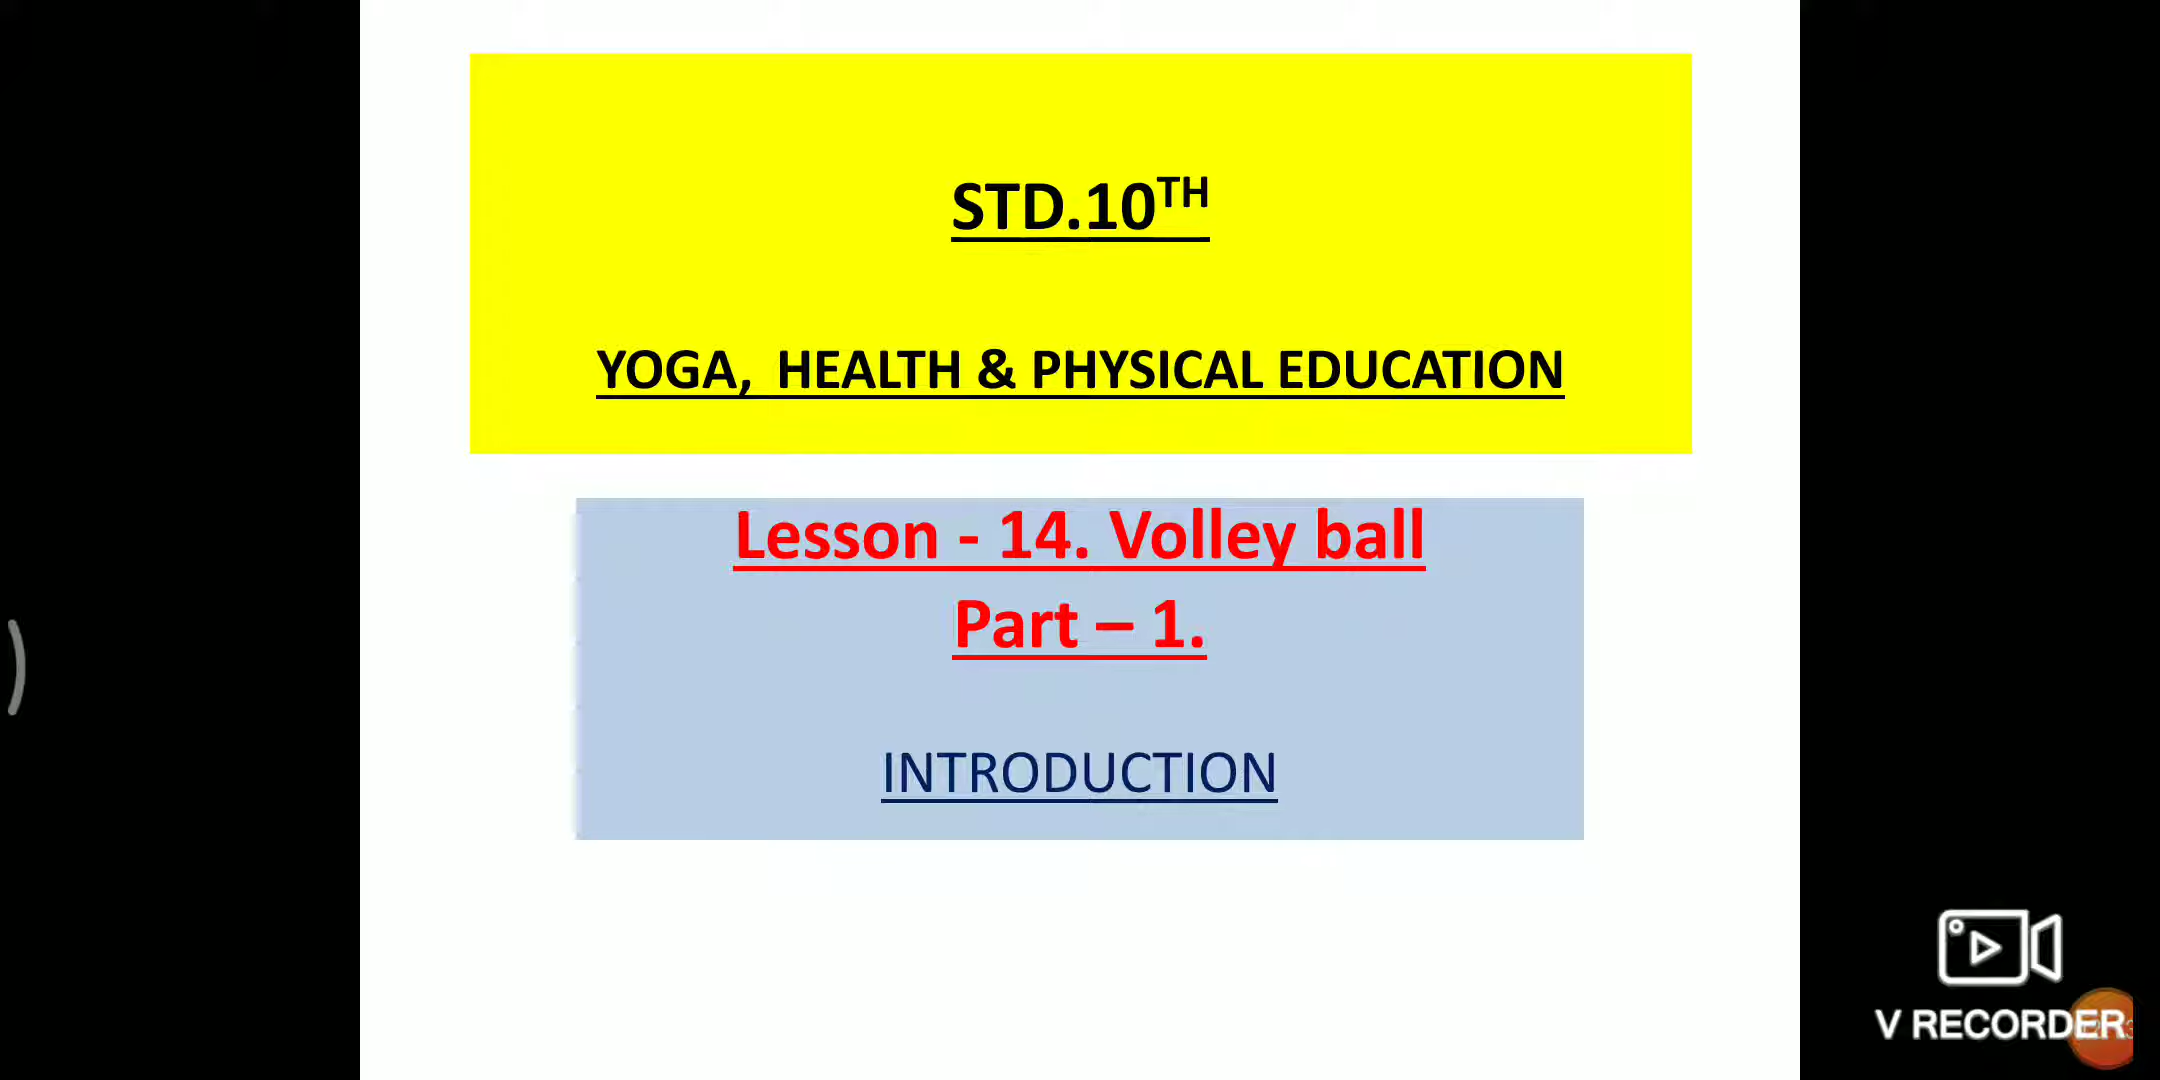 STD.10TH
YOGA, HEALTH & PHYSICAL EDUCATION
Lesson - 14. Volley ball
Part – 1.
INTRODUCTION
V RECORDER